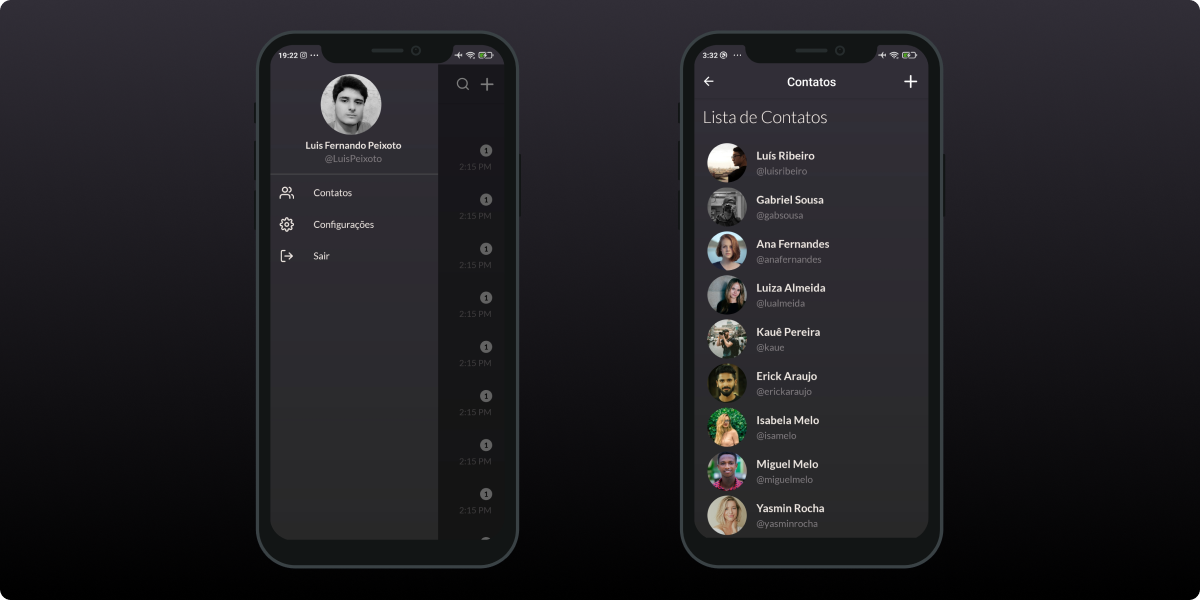 19:22
Luis Fernando Peixoto
@LuisPeixoto
Contatos
Configurações
Sair
1
2:15 PM
1
2:15 PM
1
2:15 PM
1
2:15 PM
1
2:15 PM
1
2:15 PM
1
2:15 PM
1
2:15 PM
3:32
Contatos
Lista de Contatos
Luís Ribeiro
@luisribeiro
Gabriel Sousa
@gabsousa
Ana Fernandes
@anafernandes
Luiza Almeida
@lualmeida
Kauê Pereira
@kaue
Erick Araujo
@erickaraujo
Isabela Melo
@isamelo
Miguel Melo
@miguelmelo
Yasmin Rocha
@yasminrocha